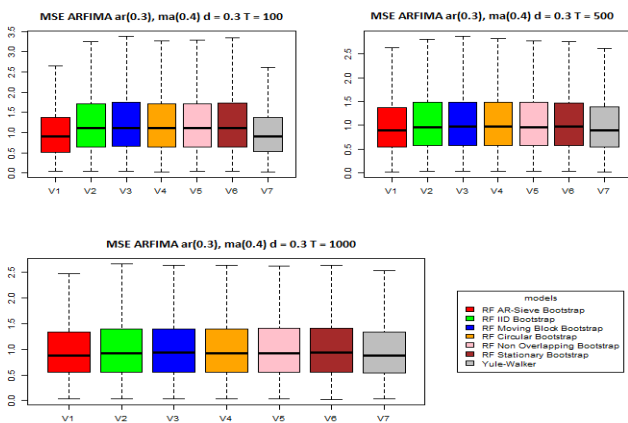 MSE ARFIMA ar(0.3), ma(0.4) d = 0.3 T = 100
3.5
3.0
2.5
2.0
1.5
1.0
0.5
0.0
V1 V2 V3 V4 V5 V6 V7
MSE ARFIMA ar(0.3), ma(0.4) d = 0.3 T = 500
2.5
2.0
1.5
1.0
0.5
0.0
V1 V2 V3 V4 V5 V6 V7
MSE ARFIMA ar(0.3), ma(0.4) d = 0.3 T = 1000
2.5
2.0
1.5
1.0
0.5
0.0
V1 V2 V3 V4 V5 V6 V7
models
RF AR-Sieve Bootstrap
RF IID Bootstrap
RF Moving Block Bootstrap
RF Circular Bootstrap
RF Non Overlapping Bootstrap
RF Stationary Bootstrap
Yule-Walker